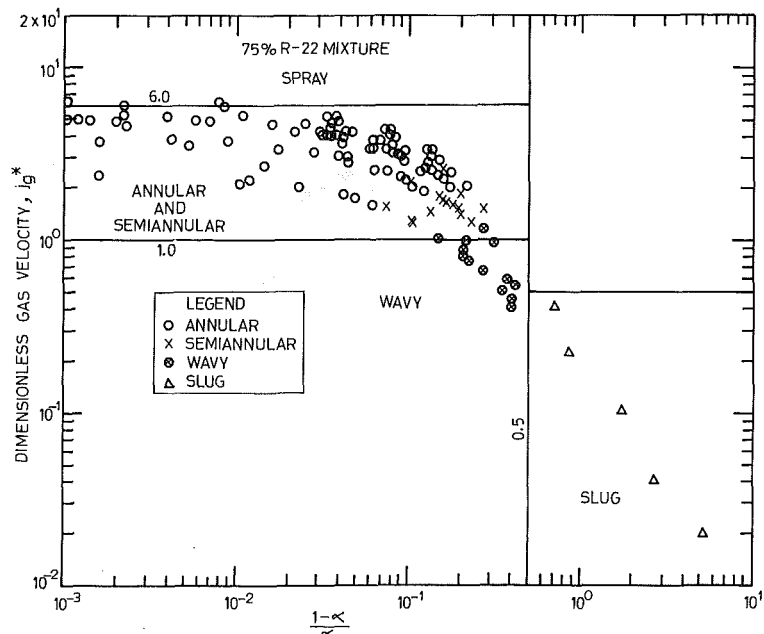 2×10¹
75% R-22 MIXTURE
SPRAY
10¹
6.0
ANNULAR
AND
SEMIANNULAR
1.0
10⁰
WAVY
LEGEND
O ANNULAR
× SEMIANNULAR
⊗ WAVY
△ SLUG
DIMENSIONLESS GAS VELOCITY, jg*
10⁻¹
0.5
SLUG
10⁻²
10⁻³ 10⁻² 10⁻¹ 10⁰ 10¹
1-∝
∝